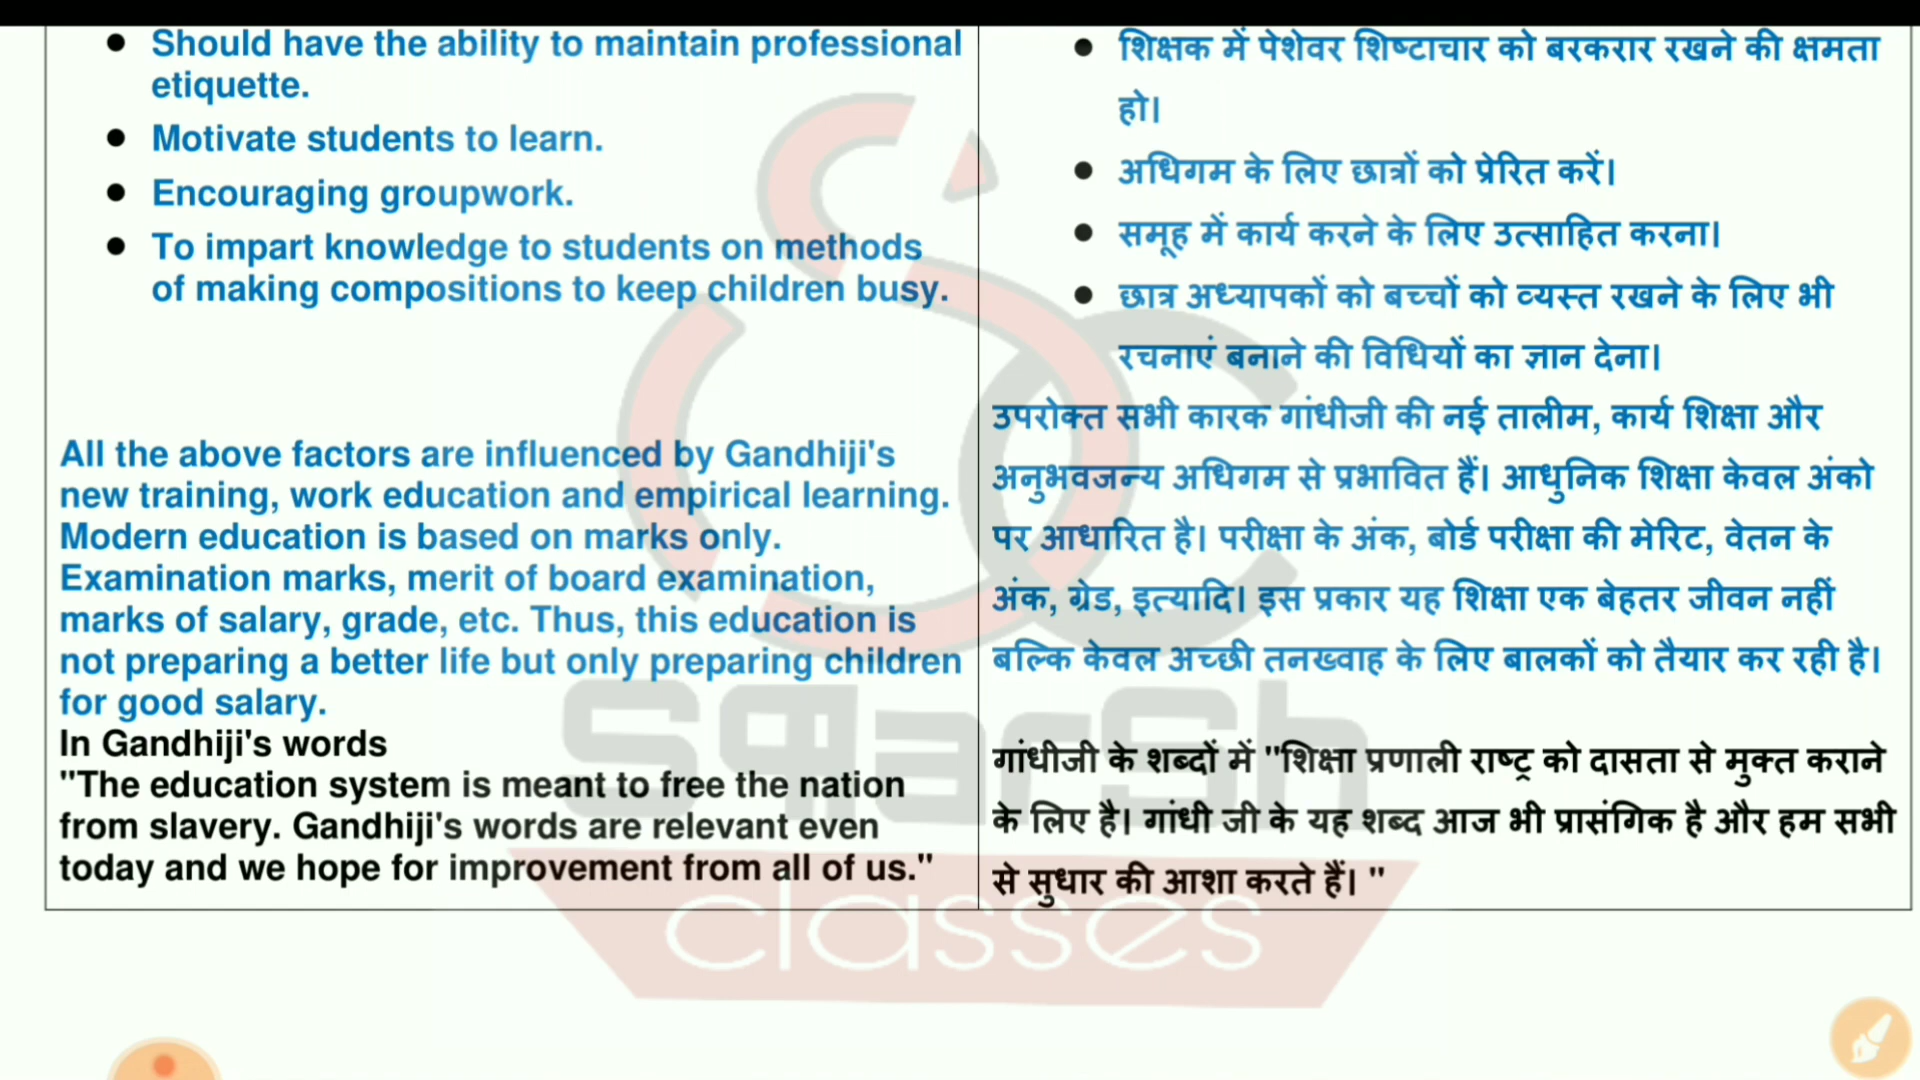 Should have the ability to maintain professional
etiquette.
Motivate students to learn.
Encouraging groupwork.
To impart knowledge to students on methods
of making compositions to keep children busy.
All the above factors are influenced by Gandhiji's
new training, work education and empirical learning.
Modern education is based on marks only.
Examination marks, merit of board examination,
marks of salary, grade, etc. Thus, this education is
not preparing a better life but only preparing children
for good salary.
In Gandhiji's words
"The education system is meant to free the nation
from slavery. Gandhiji's words are relevant even
today and we hope for improvement from all of us."
शिक्षक में पेशेवर शिष्टाचार को बरकरार रखने की क्षमता
हो।
अधिगम के लिए छात्रों को प्रेरित करें।
समूह में कार्य करने के लिए उत्साहित करना।
छात्र अध्यापकों को बच्चों को व्यस्त रखने के लिए भी
रचनाएं बनाने की विधियों का ज्ञान देना।
उपरोक्त सभी कारक गांधीजी की नई तालीम, कार्य शिक्षा और
अनुभवजन्य अधिगम से प्रभावित हैं। आधुनिक शिक्षा केवल अंको
पर आधारित है। परीक्षा के अंक, बोर्ड परीक्षा की मेरिट, वेतन के
अंक, ग्रेड, इत्यादि। इस प्रकार यह शिक्षा एक बेहतर जीवन नहीं
बल्कि केवल अच्छी तनख्वाह के लिए बालकों को तैयार कर रही है।
गांधीजी के शब्दों में "शिक्षा प्रणाली राष्ट्र को दासता से मुक्त कराने
के लिए है। गांधी जी के यह शब्द आज भी प्रासंगिक है और हम सभी
से सुधार की आशा करते हैं। "
sparsh
classes